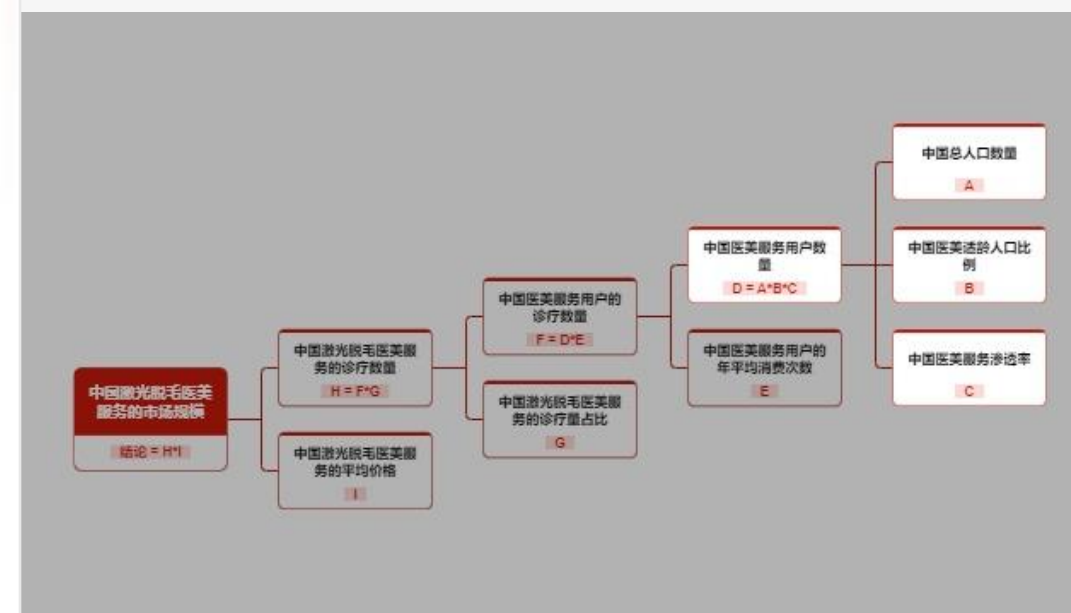 中国总人口数量
A
中国医美服务用户数
量
D = A*B*C
中国医美适龄人口比
例
B
中国医美服务用户的
诊疗数量
F = D*E
中国激光脱毛医美服
务的诊疗数量
H = F*G
中国医美服务用户的
年平均消费次数
E
中国医美服务渗透率
C
中国激光脱毛医美
服务的市场规模
结论 = H*I
中国激光脱毛医美服
务的诊疗量占比
G
中国激光脱毛医美服
务的平均价格
I